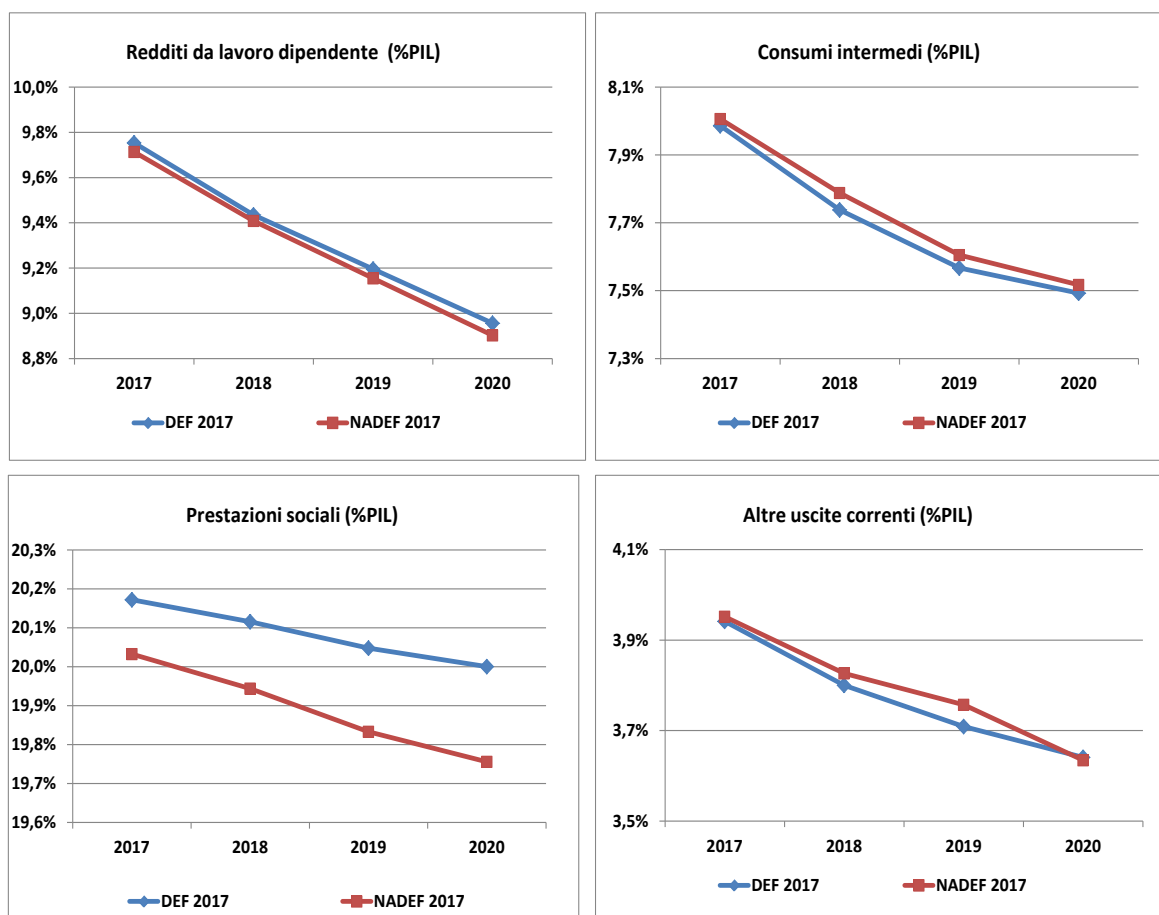 Redditi da lavoro dipendente (%PIL)
10,0%
9,8%
9,6%
9,4%
9,2%
9,0%
8,8%
2017 2018 2019 2020
DEF 2017 NADEF 2017
Consumi intermedi (%PIL)
8,1%
7,9%
7,7%
7,5%
7,3%
2017 2018 2019 2020
DEF 2017 NADEF 2017
Prestazioni sociali (%PIL)
20,3%
20,2%
20,1%
20,0%
19,9%
19,8%
19,7%
19,6%
2017 2018 2019 2020
DEF 2017 NADEF 2017
Altre uscite correnti (%PIL)
4,1%
3,9%
3,7%
3,5%
2017 2018 2019 2020
DEF 2017 NADEF 2017